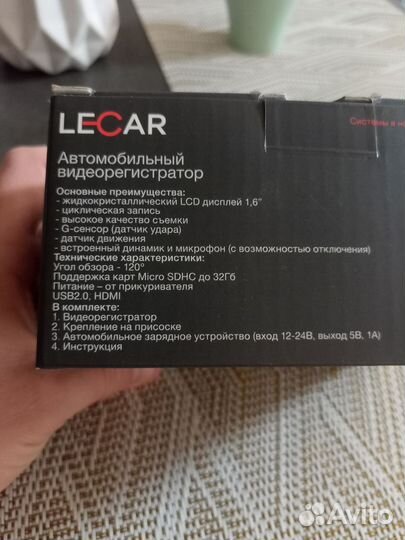 LECAR
Системы в
Автомобильный
видеорегистратор
Основные преимущества:
- жидкокристаллический LCD дисплей 1,6"
- циклическая запись
- высокое качество съемки
- G-сенсор (датчик удара)
- датчик движения
- встроенный динамик и микрофон (с возможностью отключения)
Технические характеристики:
Угол обзора - 120°
Поддержка карт Micro SDHC до 32Гб
Питание – от прикуривателя
USB2.0, HDMI
В комплекте:
1. Видеорегистратор
2. Крепление на присоске
3. Автомобильное зарядное устройство (вход 12-24В, выход 5В, 1А)
4. Инструкция
Avito